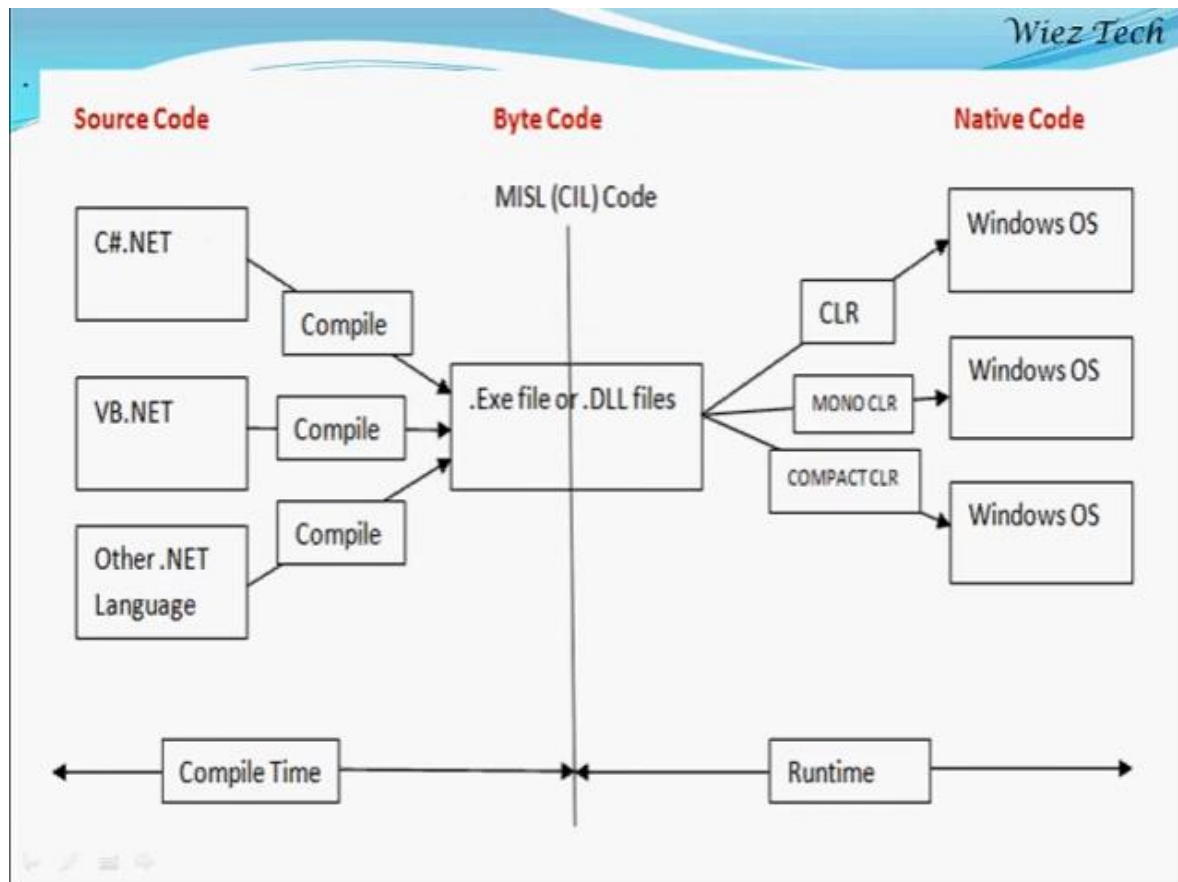 Wiez Tech
Source Code
Byte Code
Native Code
MISL (CIL) Code
C#.NET
Compile
VB.NET
Compile
Other .NET
Language
Compile
.Exe file or .DLL files
CLR
MONO CLR
COMPACT CLR
Windows OS
Windows OS
Windows OS
Compile Time
Runtime